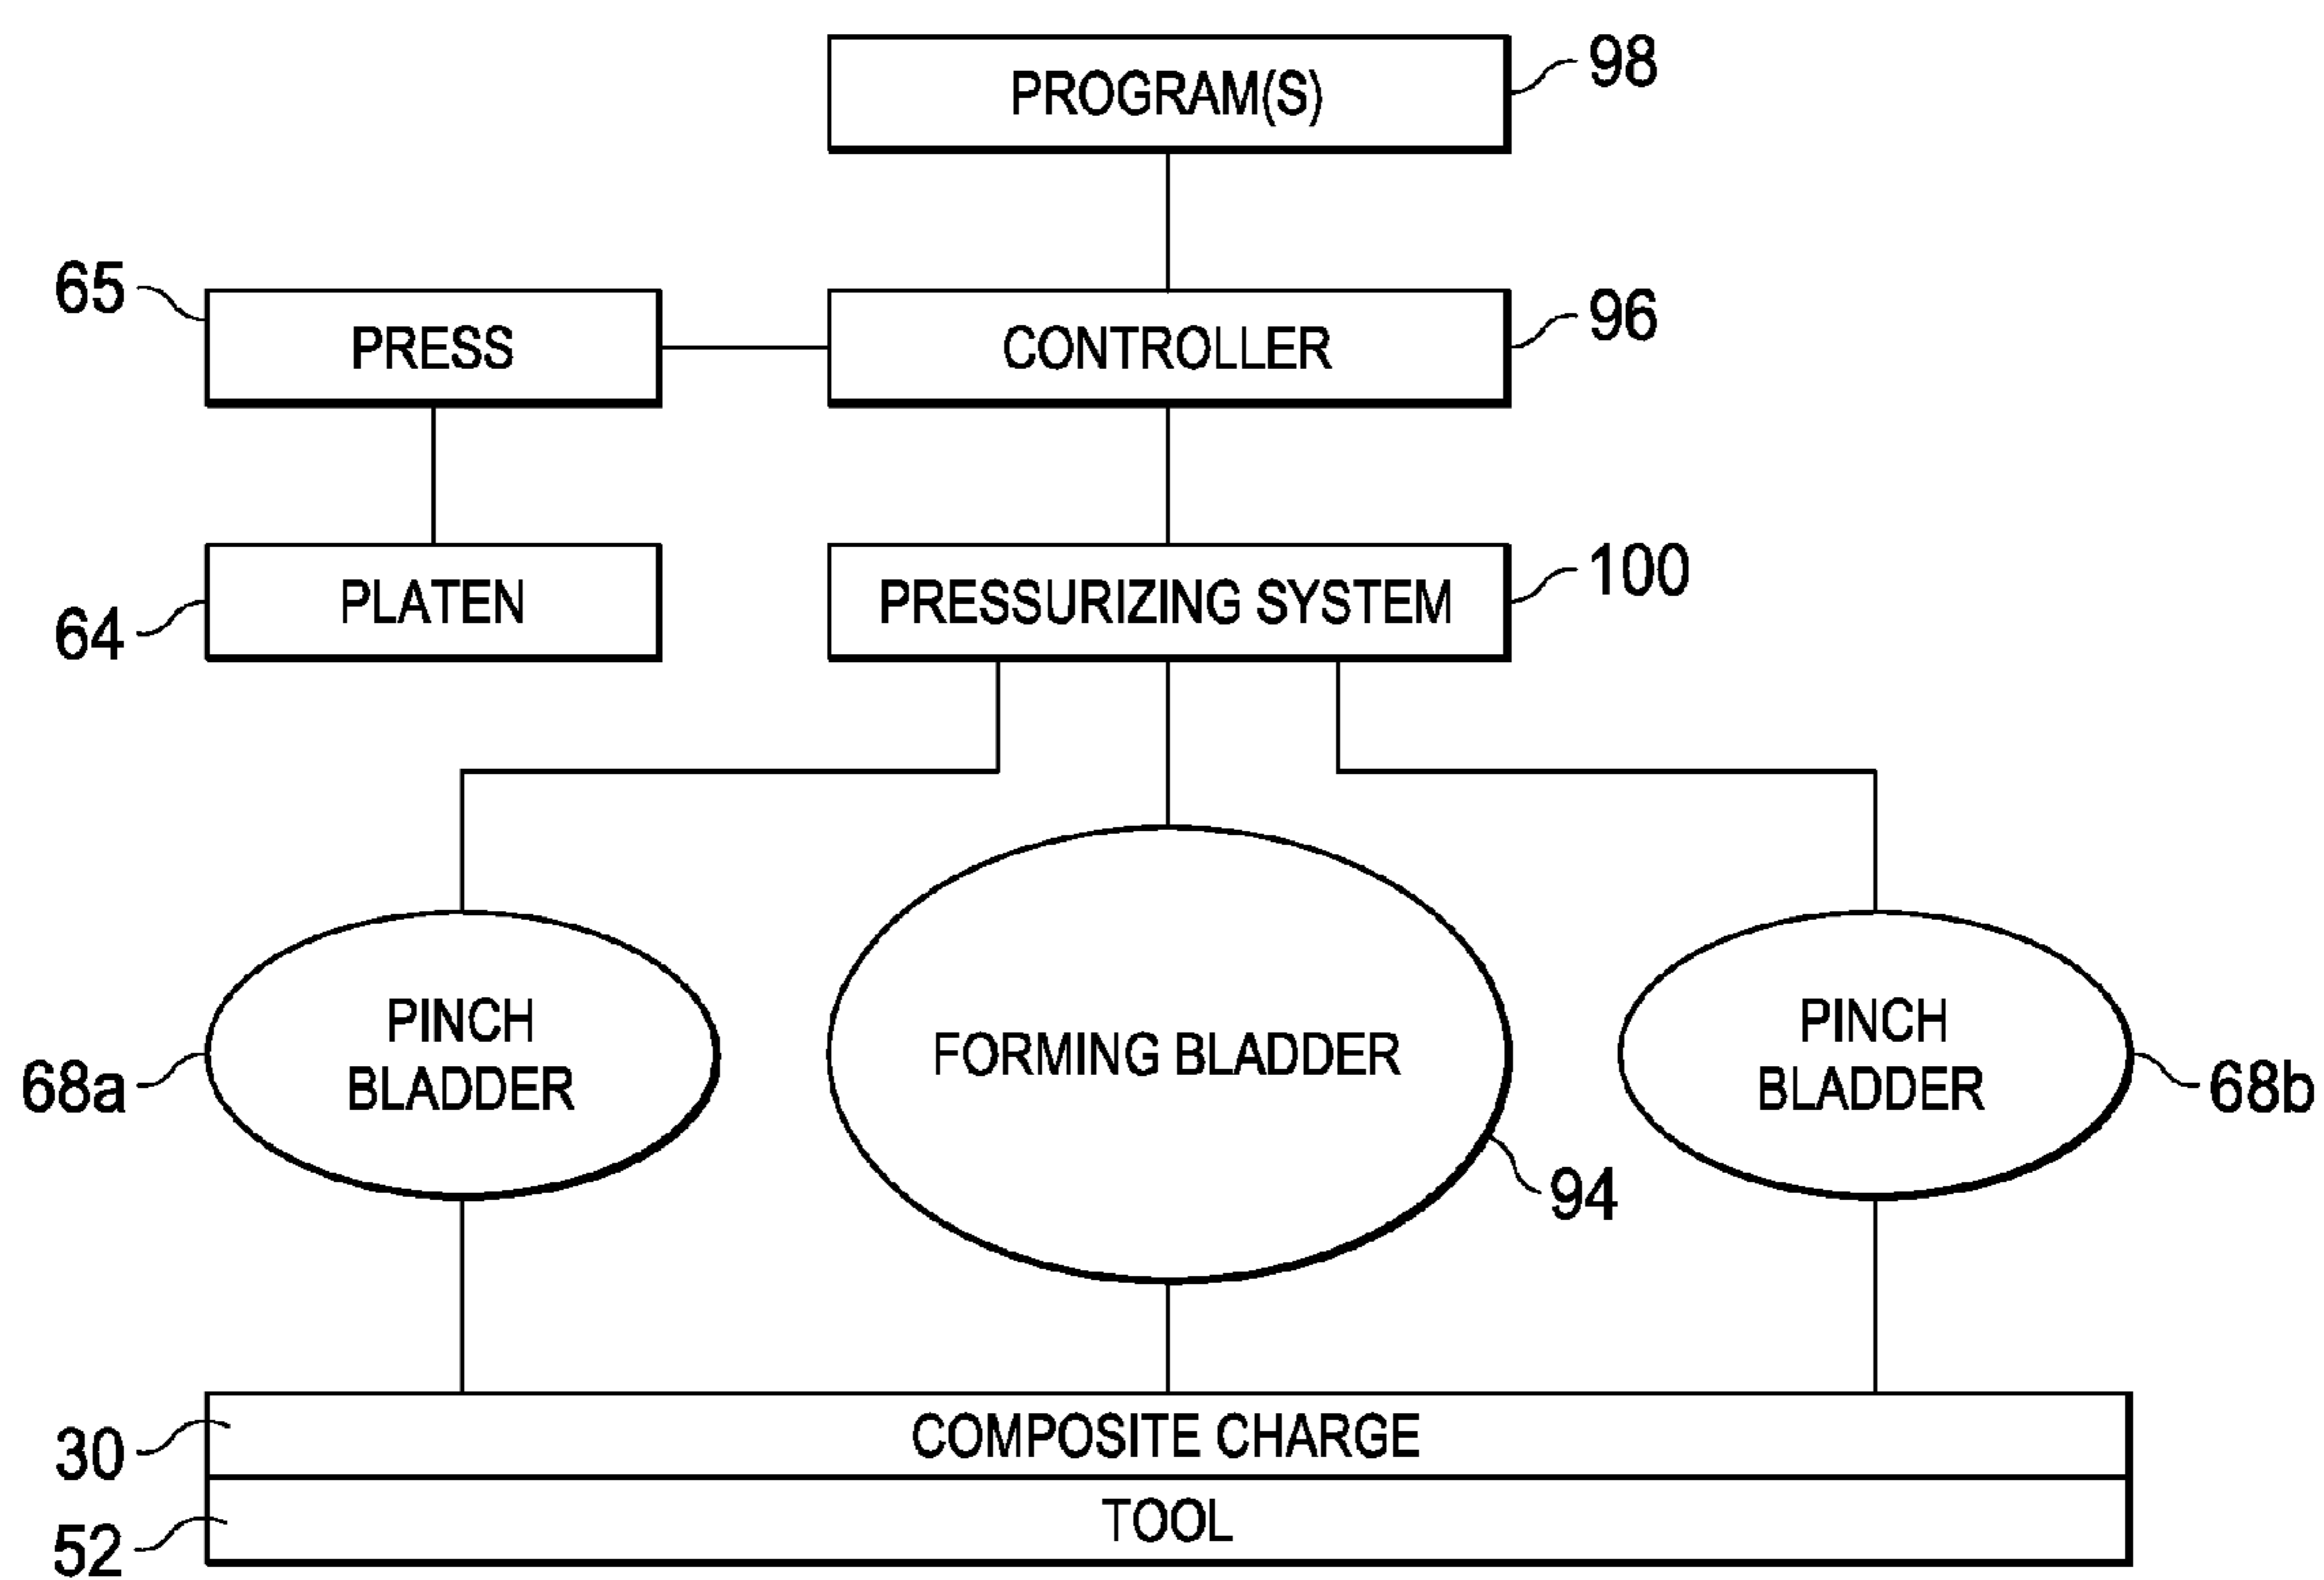 PROGRAM(S)
98
65
PRESS
CONTROLLER
96
PLATEN
64
PRESSURIZING SYSTEM
100
PINCH
BLADDER
68a
FORMING BLADDER
94
PINCH
BLADDER
68b
30
COMPOSITE CHARGE
52
TOOL